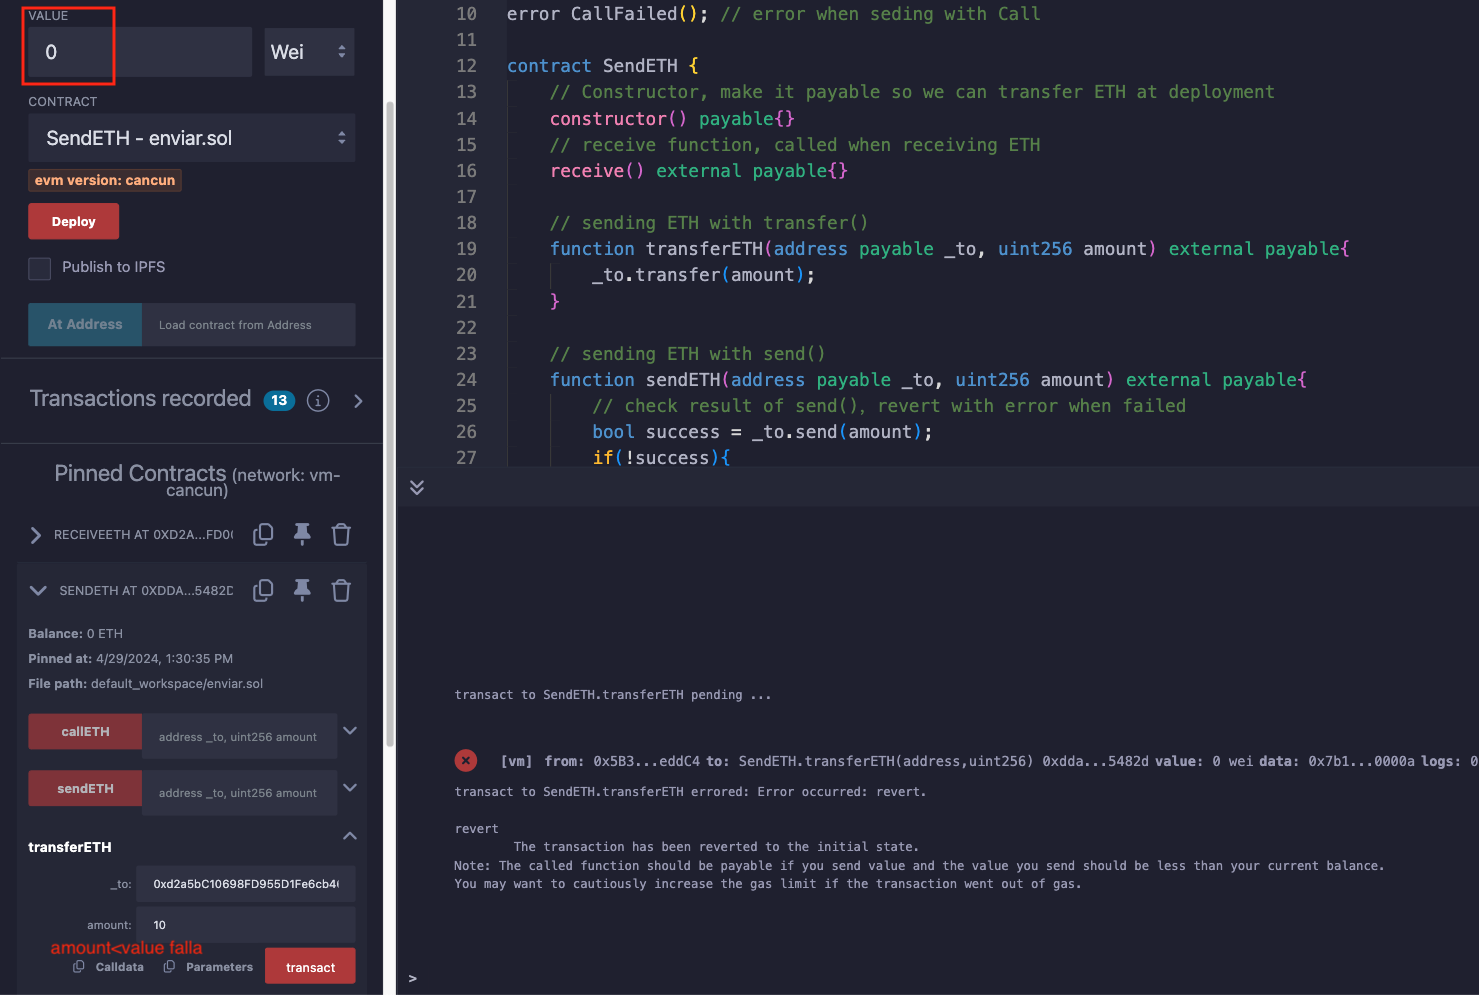 VALUE
0
Wei
CONTRACT
SendETH - enviar.sol
evm version: cancun
Deploy
Publish to IPFS
At Address
Load contract from Address
Transactions recorded 13
Pinned Contracts (network: vm-
cancun)
RECEIVEETH AT 0XD2A...FD0
SENDETH AT 0XDDA...5482D
Balance: 0 ETH
Pinned at: 4/29/2024, 1:30:35 PM
File path: default_workspace/enviar.sol
callETH
address _to, uint256 amount
sendETH
address _to, uint256 amount
transferETH
_to:
0xd2a5bC10698FD955D1Fe6cb4
amount:
10
amount<value falla
Calldata
Parameters
transact
10 error CallFailed(); // error when seding with Call
11
12 contract SendETH {
13 // Constructor, make it payable so we can transfer ETH at deployment
14 constructor() payable{}
15 // receive function, called when receiving ETH
16 receive() external payable{}
17
18 // sending ETH with transfer()
19 function transferETH(address payable _to, uint256 amount) external payable{
20 _to.transfer(amount);
21 }
22
23 // sending ETH with send()
24 function sendETH(address payable _to, uint256 amount) external payable{
25 // check result of send(), revert with error when failed
26 bool success = _to.send(amount);
27 if(!success){
transact to SendETH.transferETH pending ...
[vm] from: 0x5B3...eddC4 to: SendETH.transferETH(address,uint256) 0xdda...5482d value: 0 wei data: 0x7b1...0000a logs: 0
transact to SendETH.transferETH errored: Error occurred: revert.
revert
The transaction has been reverted to the initial state.
Note: The called function should be payable if you send value and the value you send should be less than your current balance.
You may want to cautiously increase the gas limit if the transaction went out of gas.
>